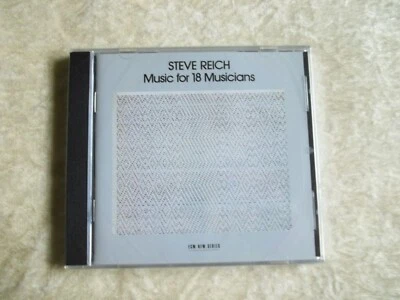 STEVE REICH
Music for 18 Musicians
ECM NEW SERIES